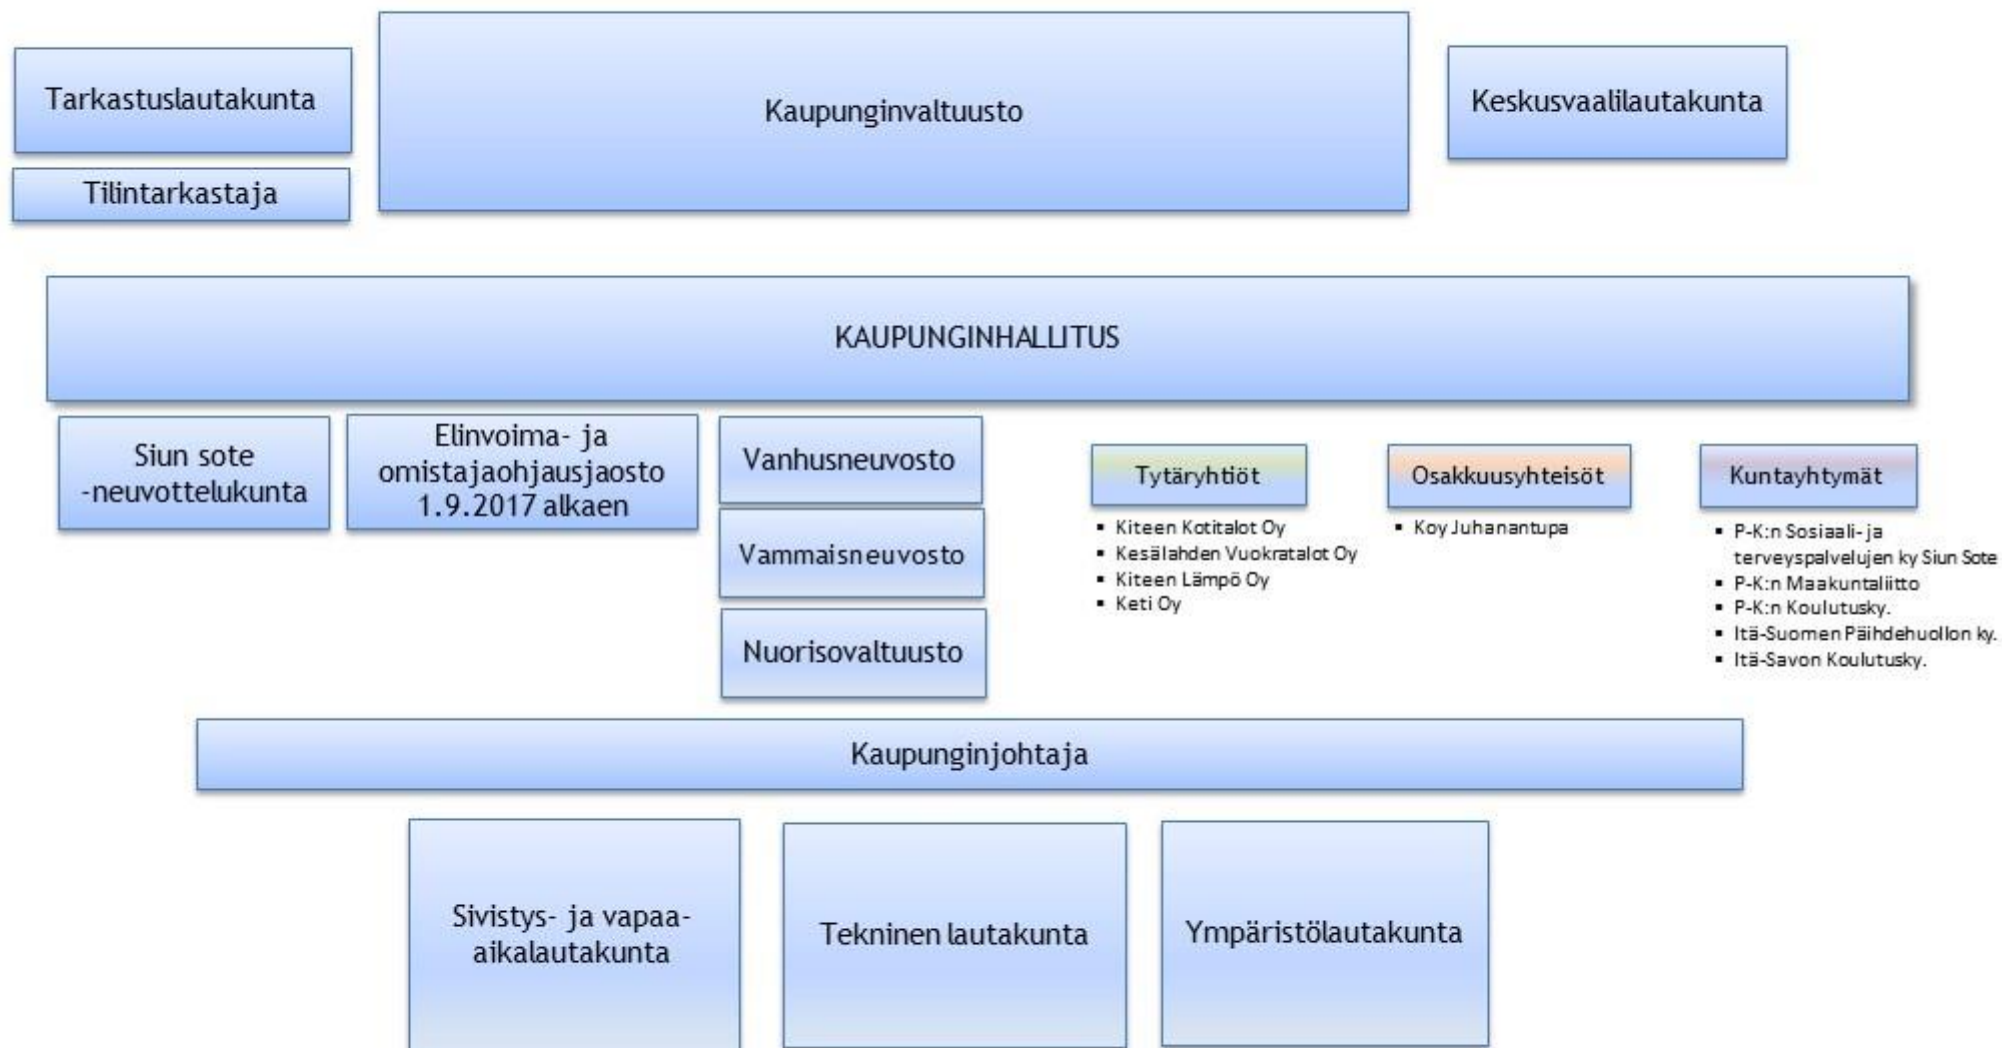 Tarkastuslautakunta
Tilintarkastaja
Kaupunginvaltuusto
Keskusvaalilautakunta
KAUPUNGINHALLITUS
Siun sote
-neuvottelukunta
Elinvoima- ja
omistajaohjausjaosto
1.9.2017 alkaen
Vanhusneuvosto
Vammaisneuvosto
Nuorisovaltuusto
Tytäryhtiöt
▪ Kiteen Kotitalot Oy
▪ Kesälahden Vuokratalot Oy
▪ Kiteen Lämpö Oy
▪ Keti Oy
Osakkuusyhteisöt
▪ Koy Juhanantupa
Kuntayhtymät
▪ P-K:n Sosiaali- ja
terveyspalvelujen ky Siun Sote
▪ P-K:n Maakuntaliitto
▪ P-K:n Koulutusky.
▪ Itä-Suomen Päihdehuollon ky.
▪ Itä-Savon Koulutusky.
Kaupunginjohtaja
Sivistys- ja vapaa-
aikalautakunta
Tekninen lautakunta
Ympäristölautakunta